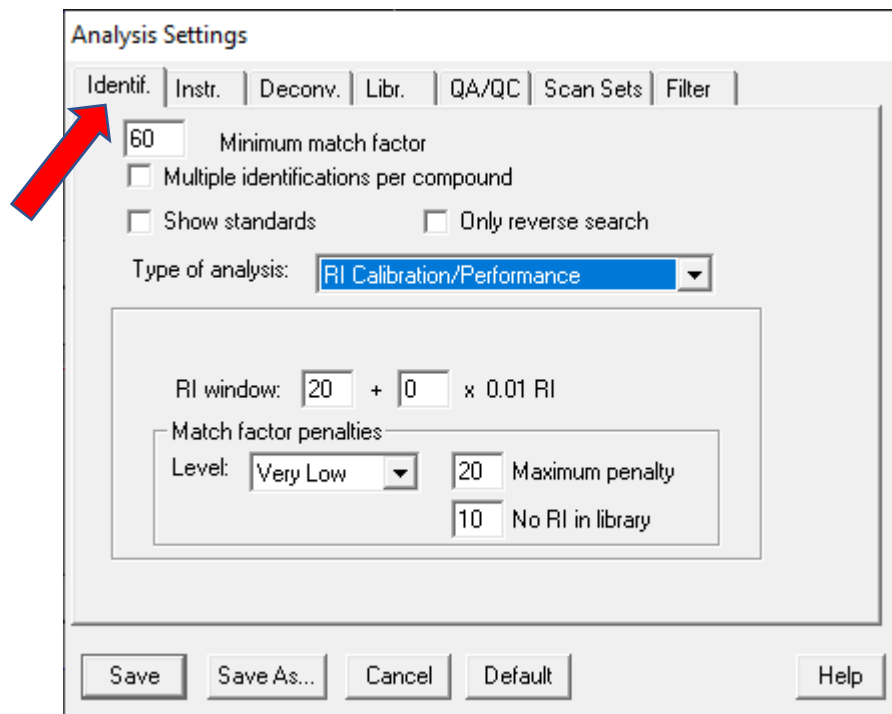 Analysis Settings
Identif. Instr. Deconv. Libr. QA/QC Scan Sets Filter
60 Minimum match factor
Multiple identifications per compound
Show standards Only reverse search
Type of analysis: RI Calibration/Performance
RI window: 20 + 0 x 0.01 RI
Match factor penalties
Level: Very Low 20 Maximum penalty
10 No RI in library
Save Save As... Cancel Default Help